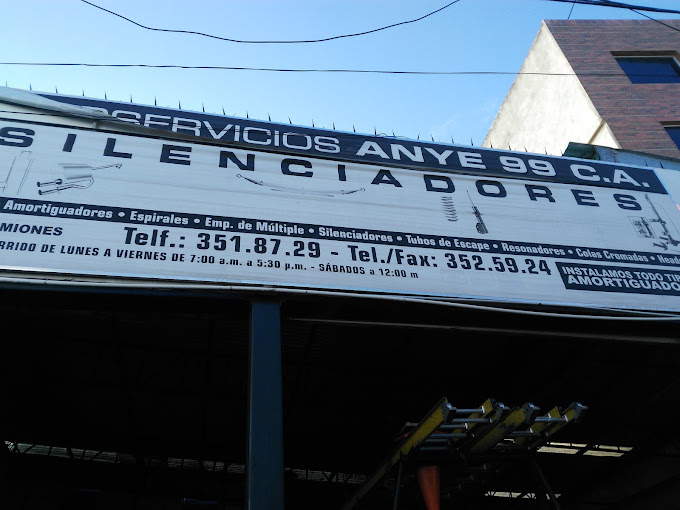 OSERVICIOS ANYE 99 C.A.
SILENCIADORES
Amortiguadores • Espirales • Emp. de Múltiple • Silenciadores • Tubos de Escape • Resonadores • Colas Cromadas • Head
MIONES
Telf.: 351.87.29 - Tel./Fax: 352.59.24
RRIDO DE LUNES A VIERNES DE 7:00 a.m. a 5:30 p.m. - SÁBADOS a 12:00 m
INSTALAMOS TODO TI
AMORTIGUADO